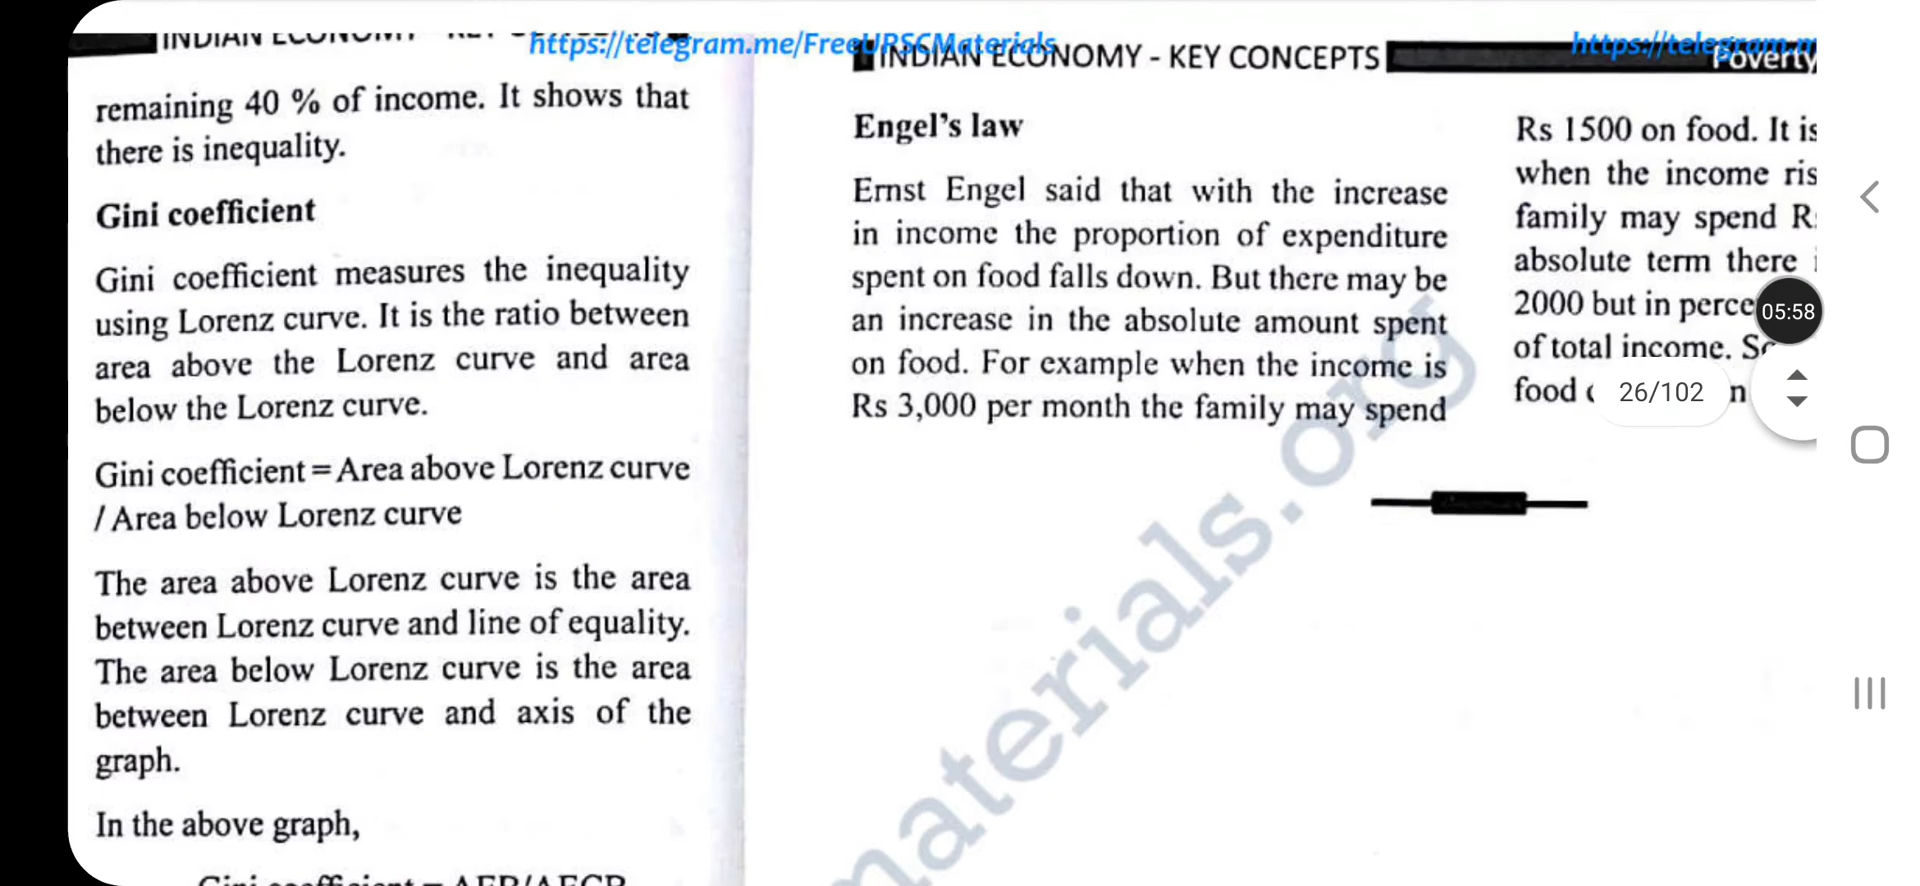 INDIAN ECONOMY
https://telegram.me/FreeUPSCMaterials
remaining 40 % of income. It shows that
there is inequality.
Gini coefficient
Gini coefficient measures the inequality
using Lorenz curve. It is the ratio between
area above the Lorenz curve and area
below the Lorenz curve.
Gini coefficient = Area above Lorenz curve
/ Area below Lorenz curve
The area above Lorenz curve is the area
between Lorenz curve and line of equality.
The area below Lorenz curve is the area
between Lorenz curve and axis of the
graph.
In the above graph,
Gini coefficient =
INDIAN ECONOMY - KEY CONCEPTS
https://telegram.m
Poverty
Engel's law
Ernst Engel said that with the increase
in income the proportion of expenditure
spent on food falls down. But there may be
an increase in the absolute amount spent
on food. For example when the income is
Rs 3,000 per month the family may spend
Rs 1500 on food. It is
when the income ris
family may spend R
absolute term there
2000 but in perce
of total income.
food
05:58
26/102
materials.org